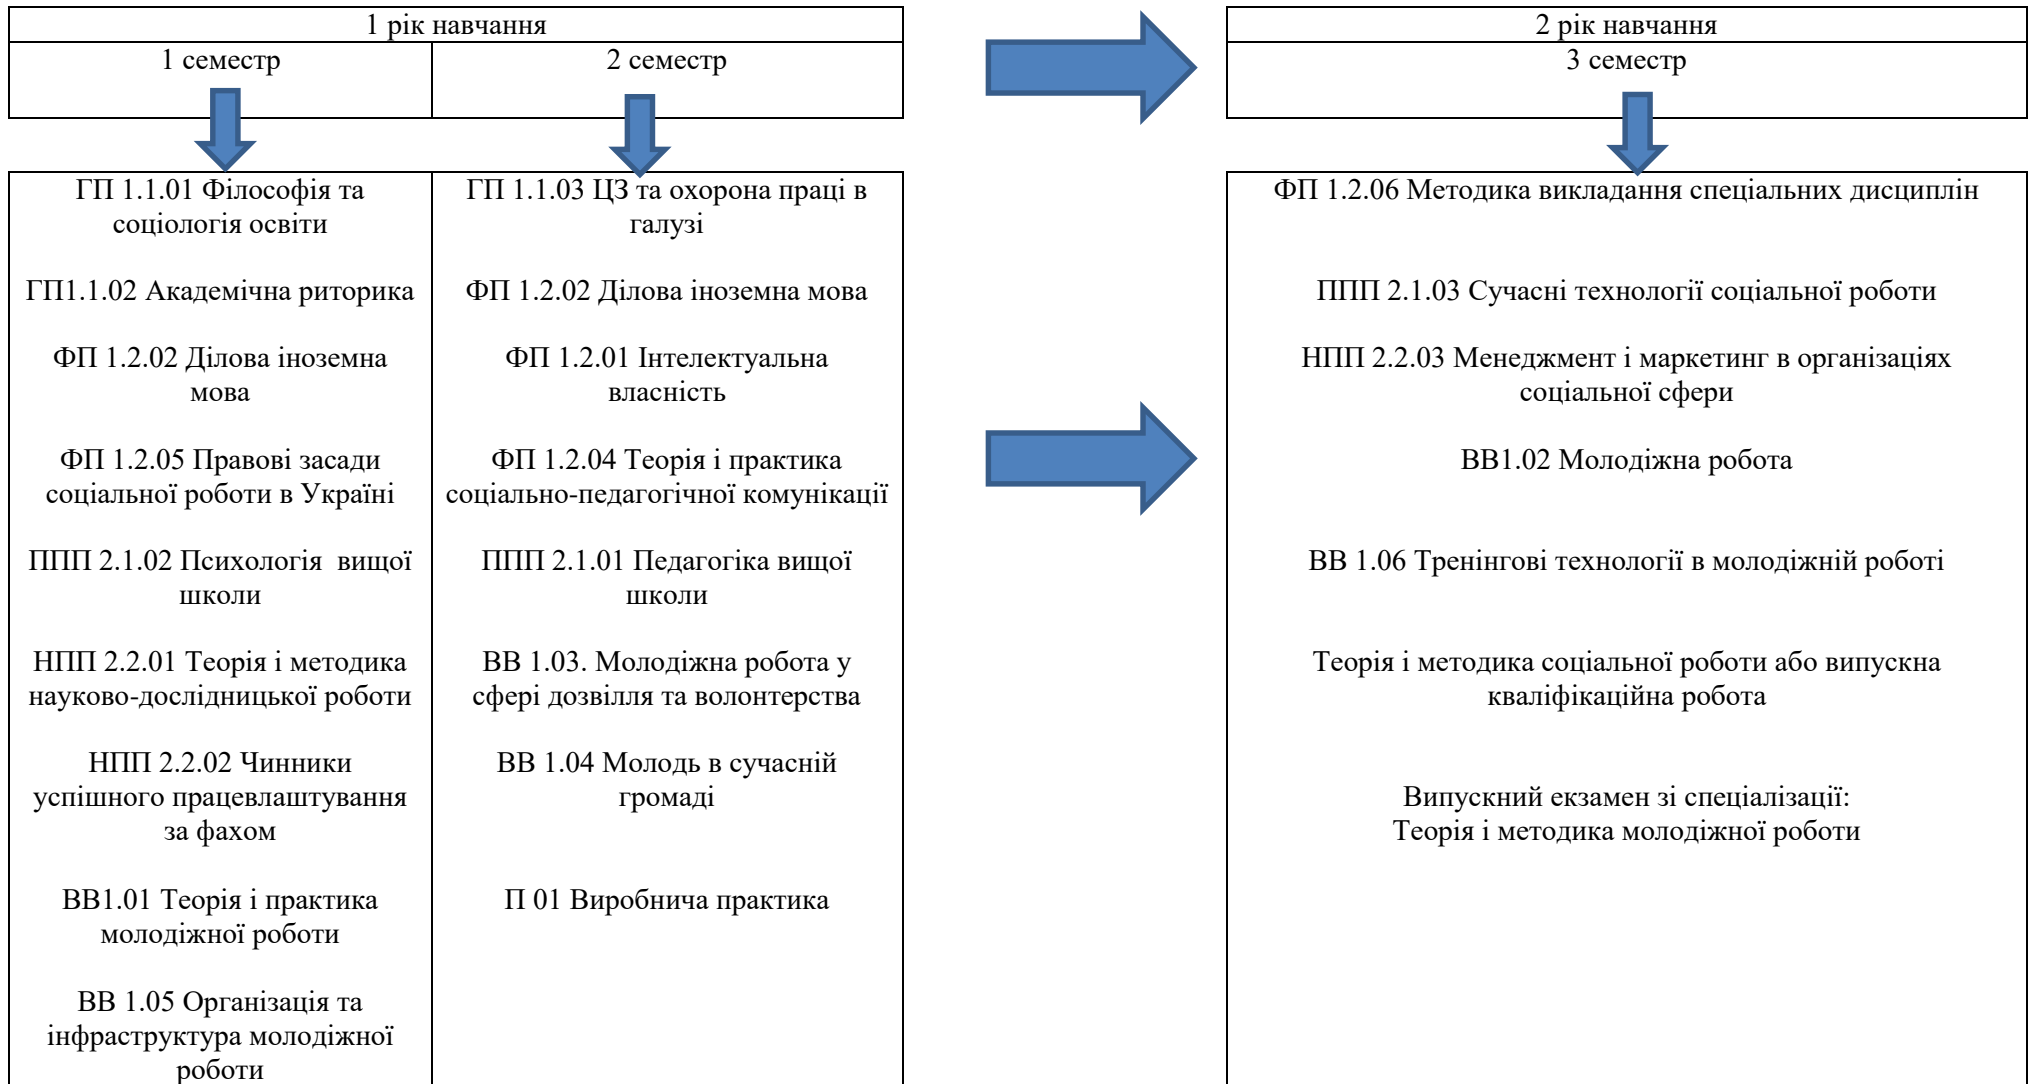 1 рік навчання
1 семестр
2 семестр
ГП 1.1.01 Філософія та
соціологія освіти
ГП1.1.02 Академічна риторика
ФП 1.2.02 Ділова іноземна
мова
ФП 1.2.05 Правові засади
соціальної роботи в Україні
ППП 2.1.02 Психологія  вищої
школи
НПП 2.2.01 Теорія і методика
науково-дослідницької роботи
НПП 2.2.02 Чинники
успішного працевлаштування
за фахом
ВВ1.01 Теорія і практика
молодіжної роботи
ВВ 1.05 Організація та
інфраструктура молодіжної
роботи
ГП 1.1.03 ЦЗ та охорона праці в
галузі
ФП 1.2.02 Ділова іноземна мова
ФП 1.2.01 Інтелектуальна
власність
ФП 1.2.04 Теорія і практика
соціально-педагогічної комунікації
ППП 2.1.01 Педагогіка вищої
школи
ВВ 1.03. Молодіжна робота у
сфері дозвілля та волонтерства
ВВ 1.04 Молодь в сучасній
громаді
П 01 Виробнича практика
2 рік навчання
3 семестр
ФП 1.2.06 Методика викладання спеціальних дисциплін
ППП 2.1.03 Сучасні технології соціальної роботи
НПП 2.2.03 Менеджмент і маркетинг в організаціях
соціальної сфери
ВВ1.02 Молодіжна робота
ВВ 1.06 Тренінгові технології в молодіжній роботі
Теорія і методика соціальної роботи або випускна
кваліфікаційна робота
Випускний екзамен зі спеціалізації:
Теорія і методика молодіжної роботи